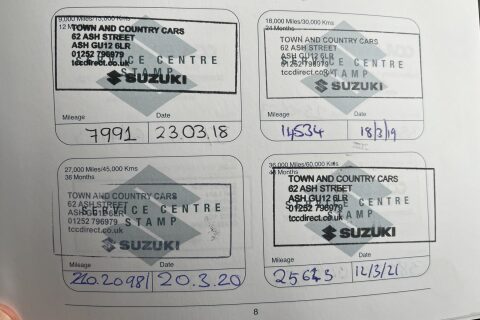 9,000 Miles/15,000 Kms
12 Months
TOWN AND COUNTRY CARS
62 ASH STREET
ASH GU12 6LR
01252 796979
tccdirect.co.uk
SERVICE CENTRE
STAMP
SUZUKI
Mileage Date
7991 23.03.18
18,000 Miles/30,000 Kms
24 Months
TOWN AND COUNTRY CARS
62 ASH STREET
ASH GU12 6LR
01252 796979
tccdirect.co.uk
SERVICE CENTRE
STAMP
SUZUKI
Mileage Date
14534 18/3/19
27,000 Miles/45,000 Kms
36 Months
TOWN AND COUNTRY CARS
62 ASH STREET
ASH GU12 6LR
01252 796979
tccdirect.co.uk
SERVICE CENTRE
STAMP
SUZUKI
Mileage Date
20.3.20
36,000 Miles/60,000 Kms
TOWN AND COUNTRY CARS
62 ASH STREET
ASH GU12 6LR
01252 796979
tccdirect.co.uk
SERVICE CENTRE
STAMP
SUZUKI
Mileage Date
12/3/21
8